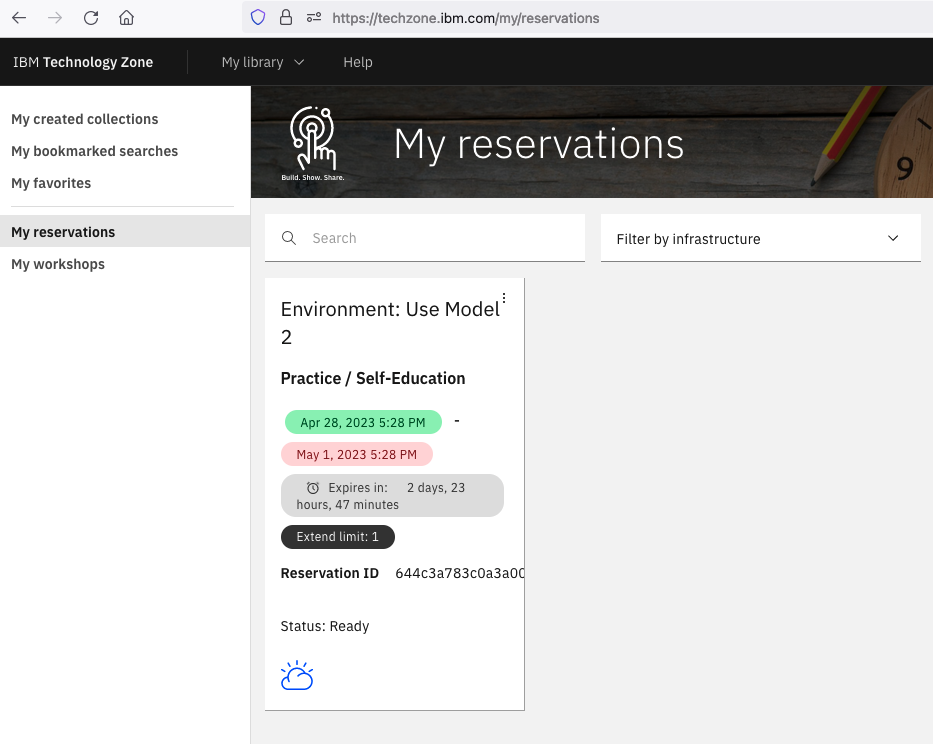 https://techzone.ibm.com/my/reservations
IBM Technology Zone
My library
Help
My created collections
My bookmarked searches
My favorites
My reservations
My workshops
Build. Show. Share.
My reservations
9
Search
Filter by infrastructure
Environment: Use Model
2
Practice / Self-Education
Apr 28, 2023 5:28 PM -
May 1, 2023 5:28 PM
Expires in: 2 days, 23
hours, 47 minutes
Extend limit: 1
Reservation ID 644c3a783c0a3a00
Status: Ready